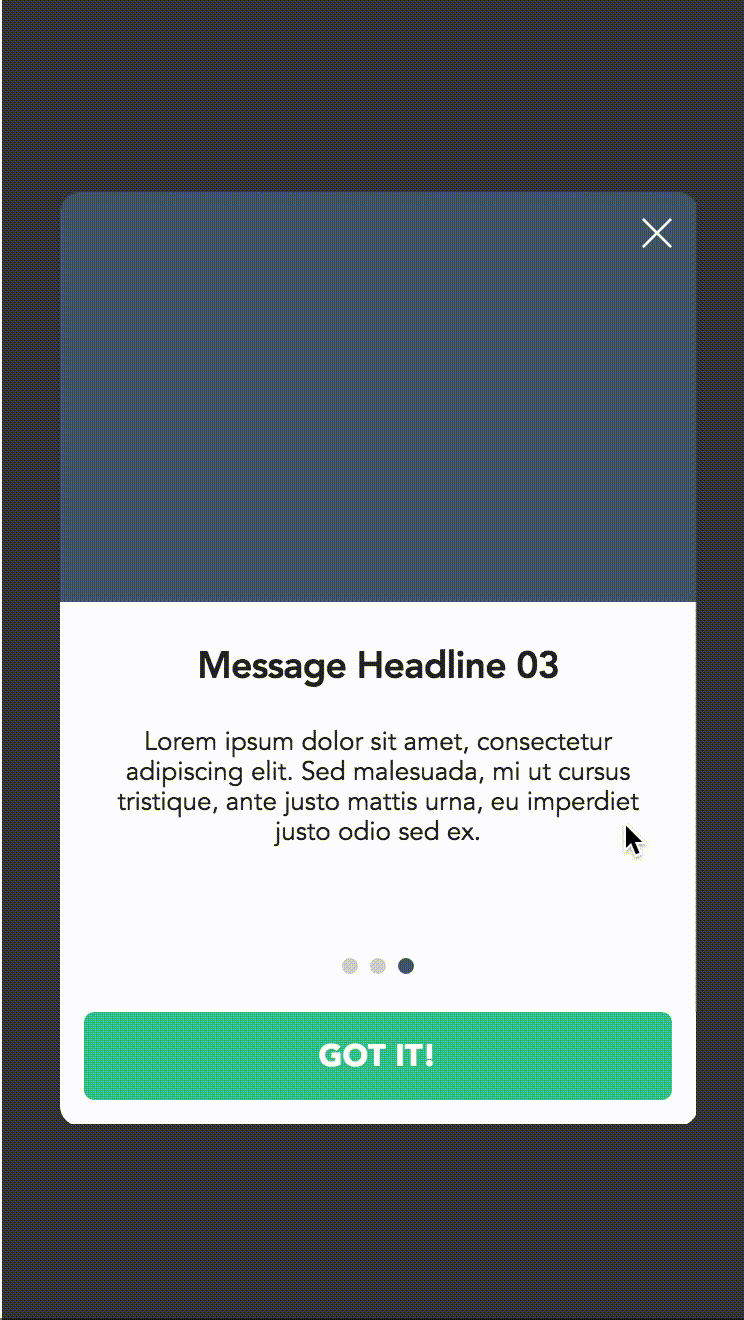 Message Headline 03
Lorem ipsum dolor sit amet, consectetur
adipiscing elit. Sed malesuada, mi ut cursus
tristique, ante justo mattis urna, eu imperdiet
justo odio sed ex.
GOT IT!